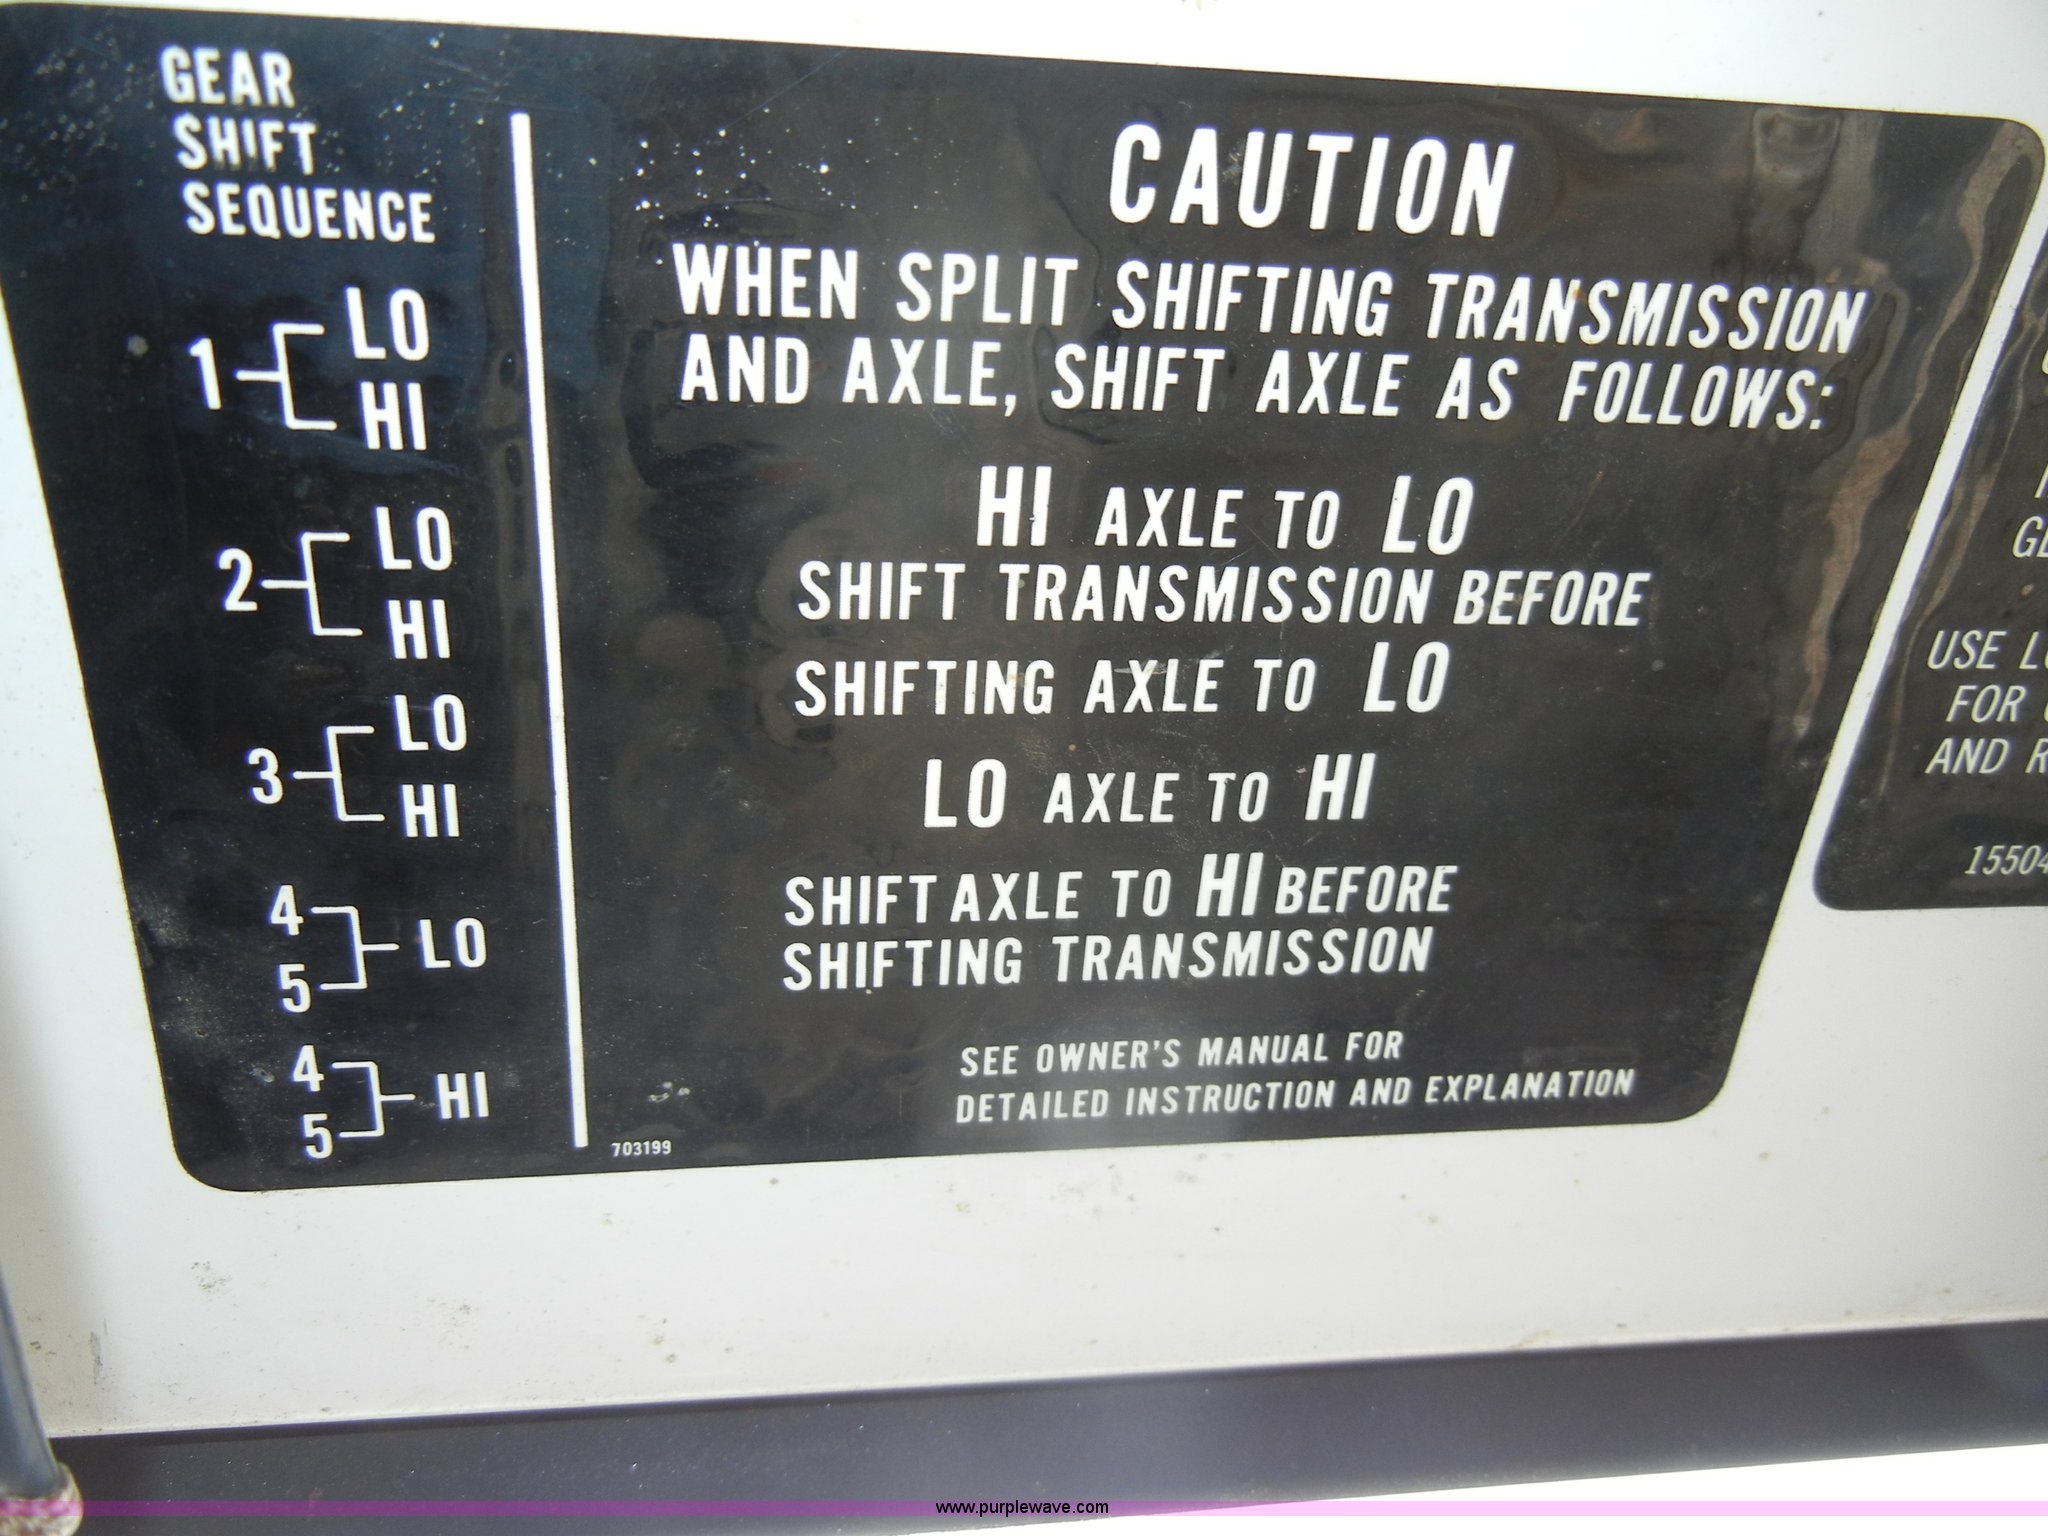 GEAR
SHIFT
SEQUENCE
1
LO
HI
2
LO
HI
3
LO
HI
4
5
LO
4
5
HI
CAUTION
WHEN SPLIT SHIFTING TRANSMISSION
AND AXLE, SHIFT AXLE AS FOLLOWS:
HI AXLE TO LO
SHIFT TRANSMISSION BEFORE
SHIFTING AXLE TO LO
LO AXLE TO HI
SHIFT AXLE TO HI BEFORE
SHIFTING TRANSMISSION
SEE OWNER'S MANUAL FOR
DETAILED INSTRUCTION AND EXPLANATION
703199
USE
FOR
AND
www.purplewave.com